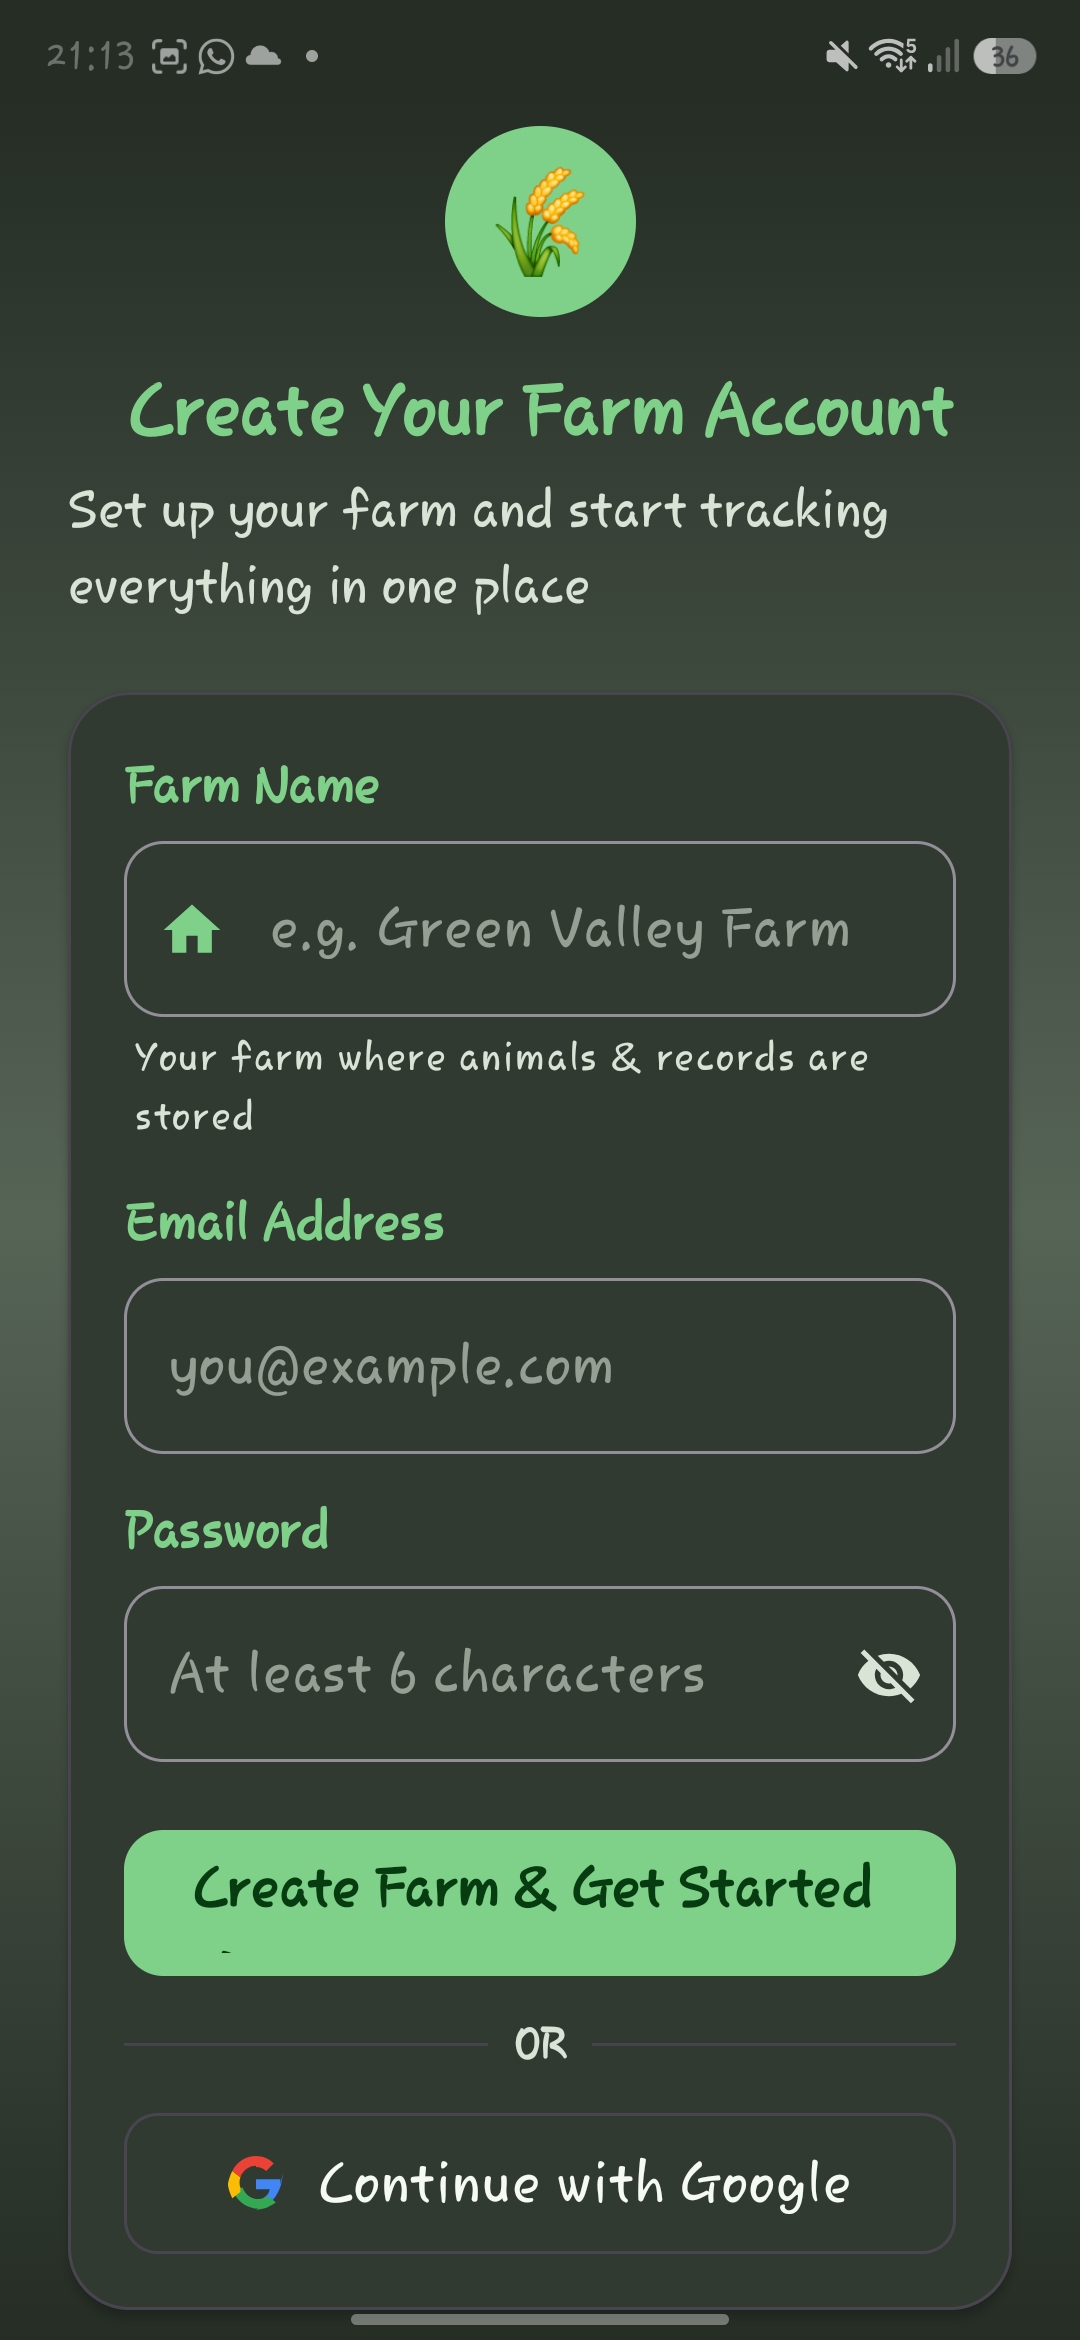 21:13
5
36
Create Your Farm Account
Set up your farm and start tracking
everything in one place
Farm Name
e.g. Green Valley Farm
Your farm where animals & records are
stored
Email Address
you@example.com
Password
At least 6 characters
Create Farm & Get Started
OR
Continue with Google